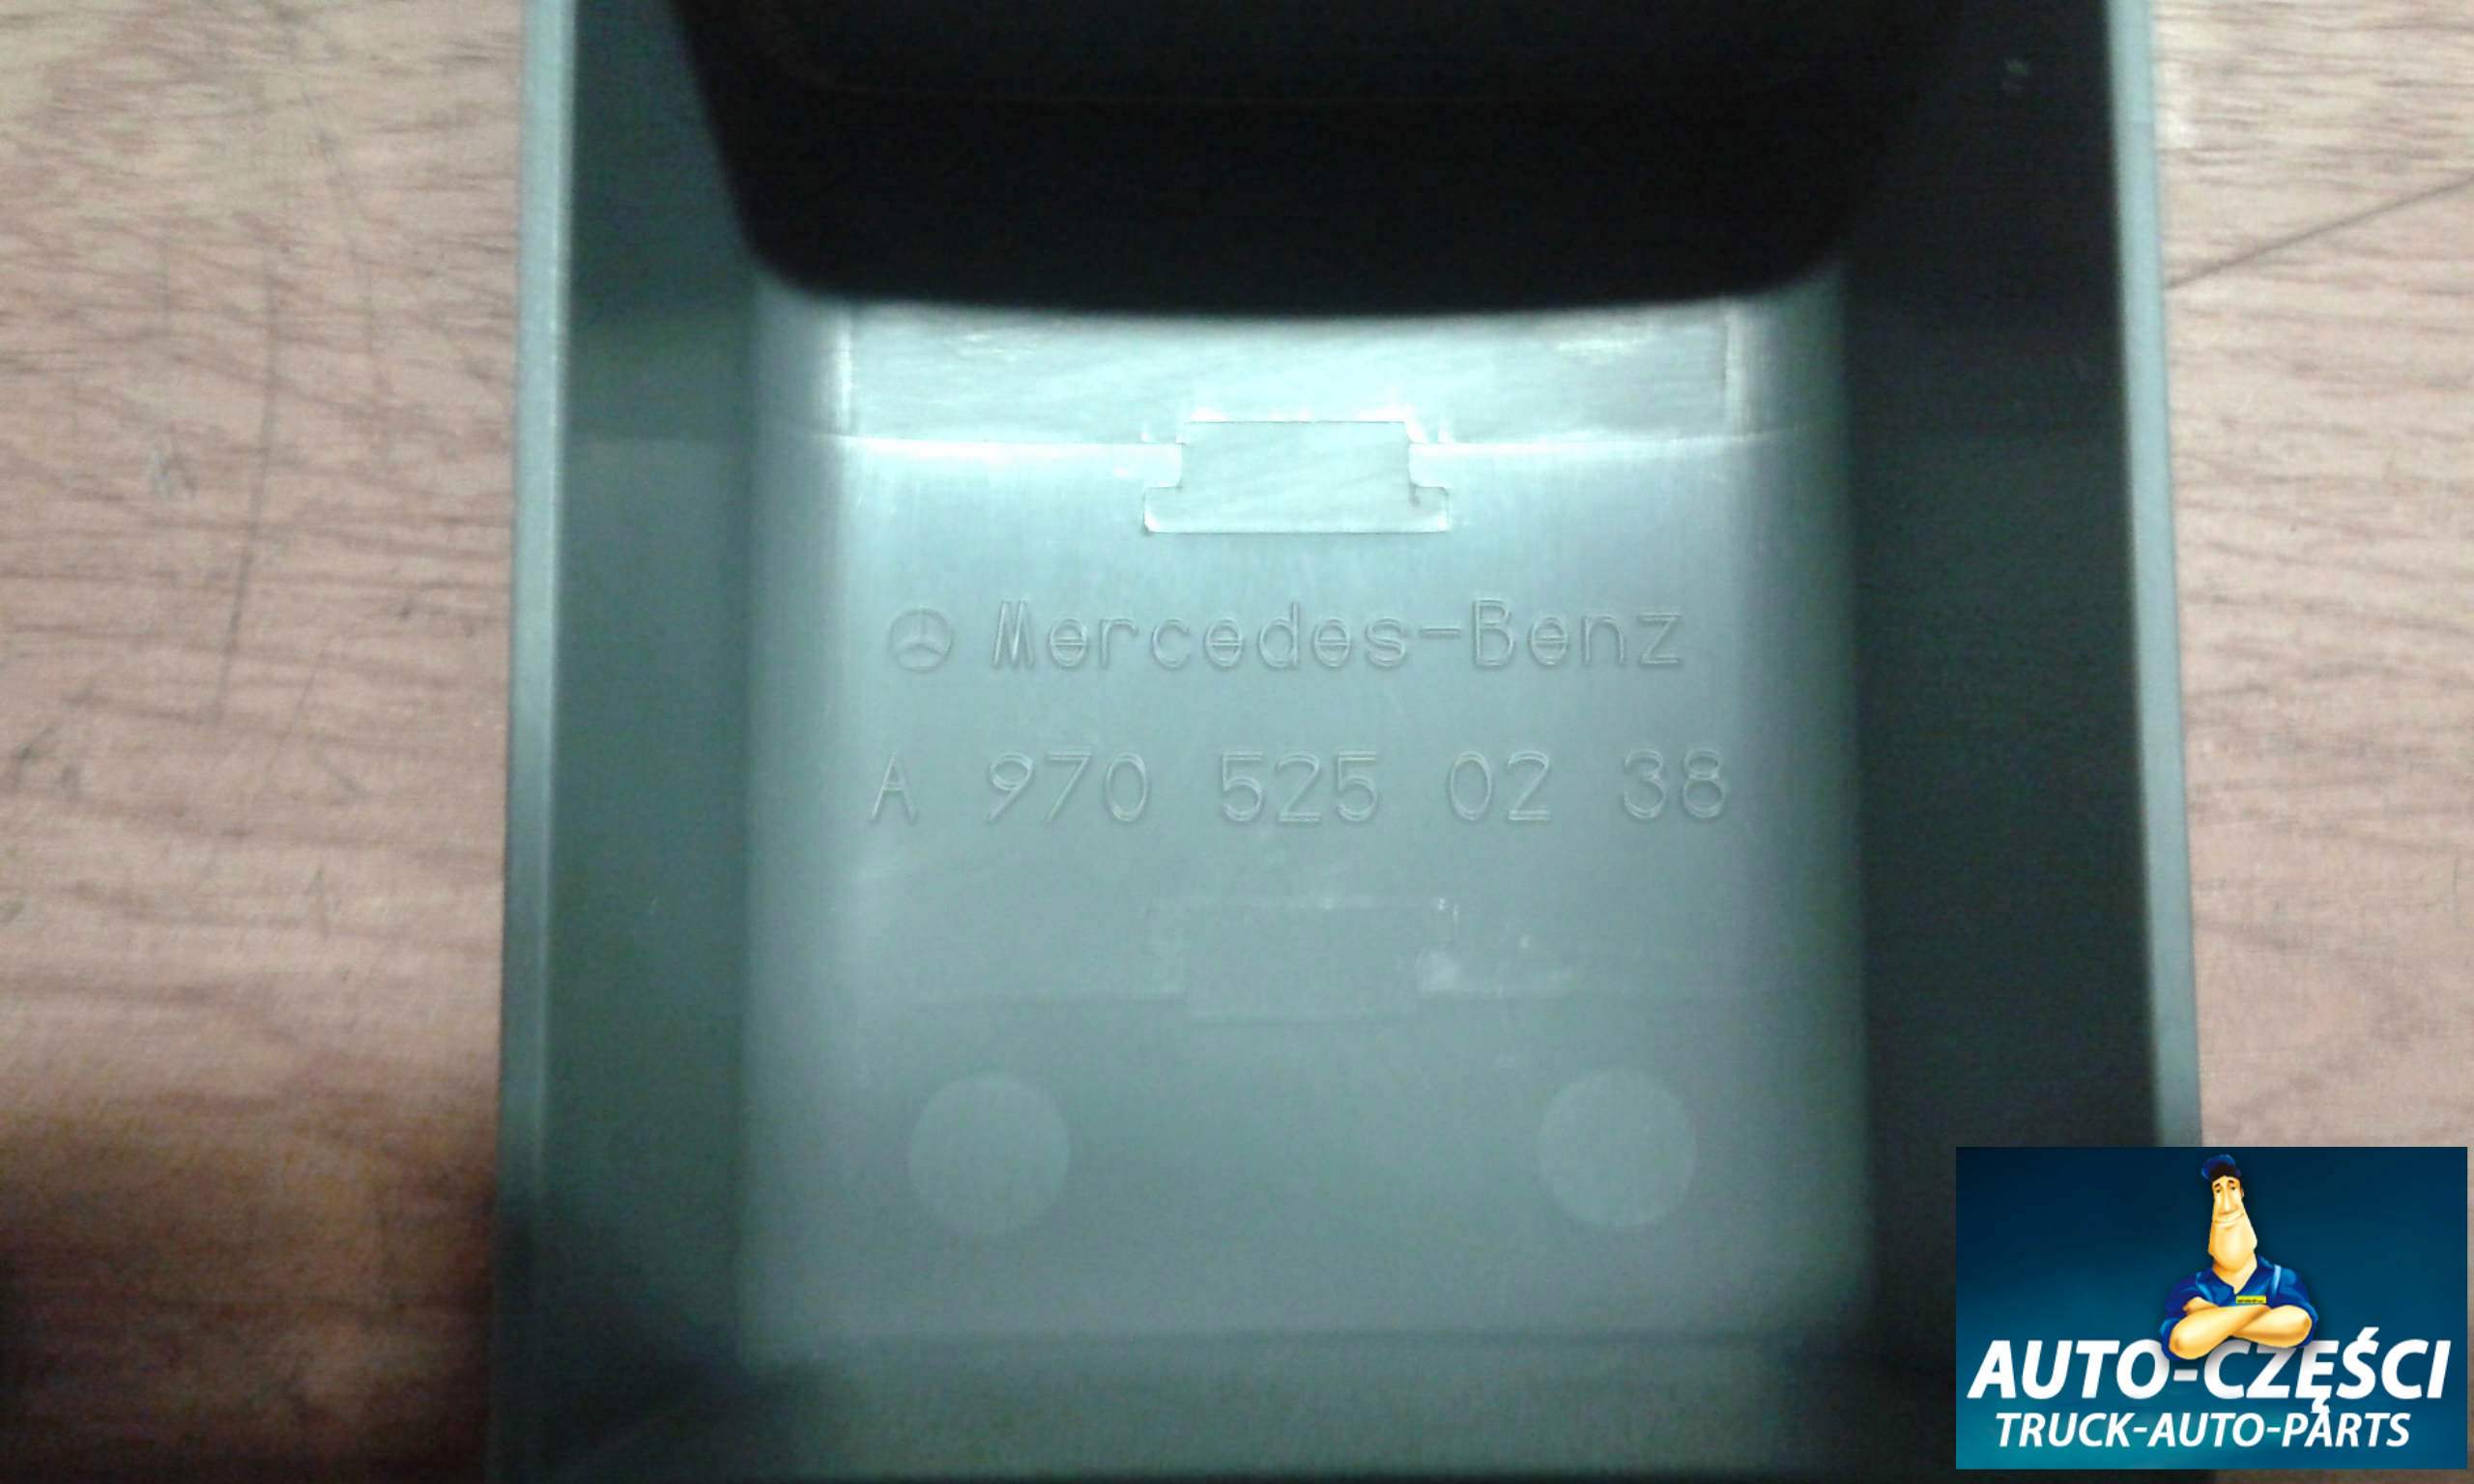 Mercedes-Benz
A 970 525 02 38
AUTO-CZĘŚCI
TRUCK-AUTO-PARTS